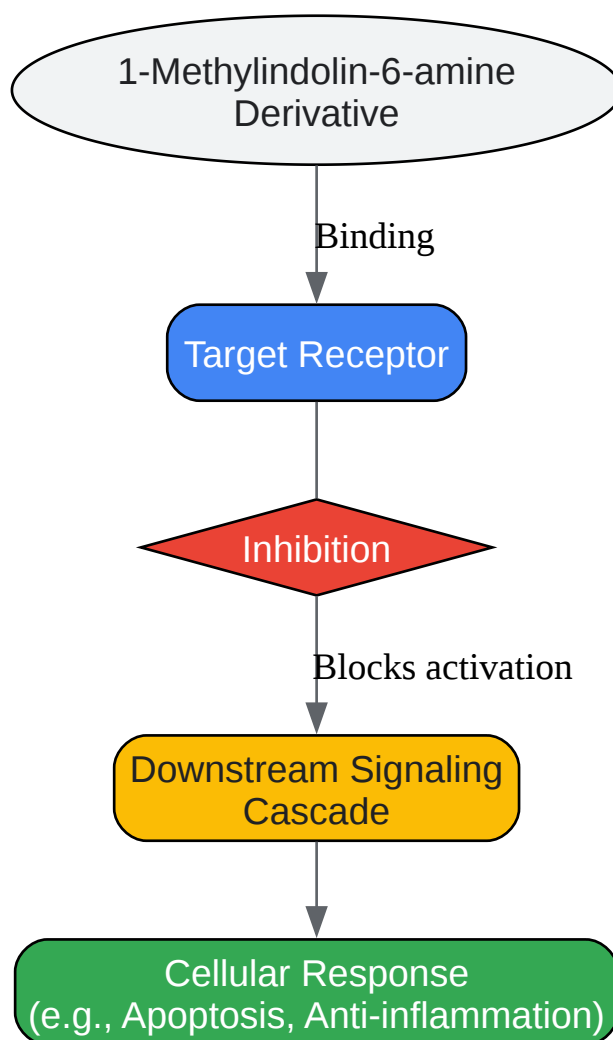 1-Methylindolin-6-amine
Derivative
Binding
Target Receptor
Inhibition
Blocks activation
Downstream Signaling
Cascade
Cellular Response
(e.g., Apoptosis, Anti-inflammation)